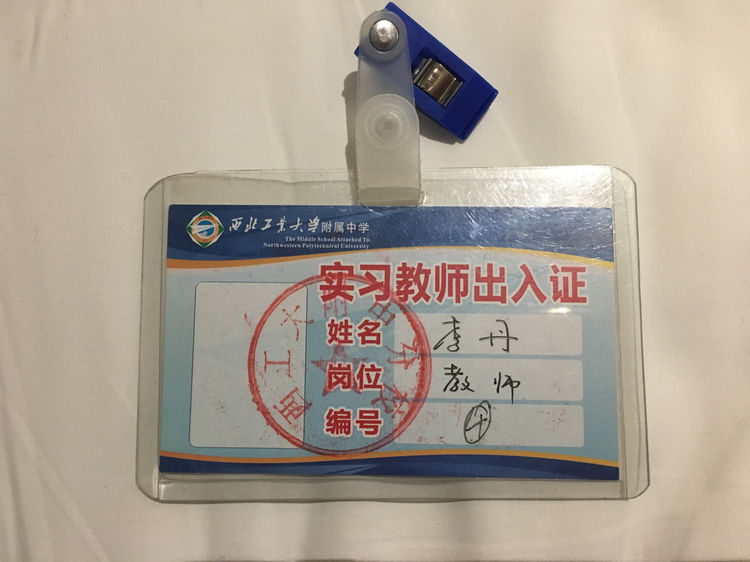 西北工业大学附属中学
The Middle School Attached To
Northwestern Polytechnical University
实习教师出入证
姓名 李丹
岗位 教师
编号 ④